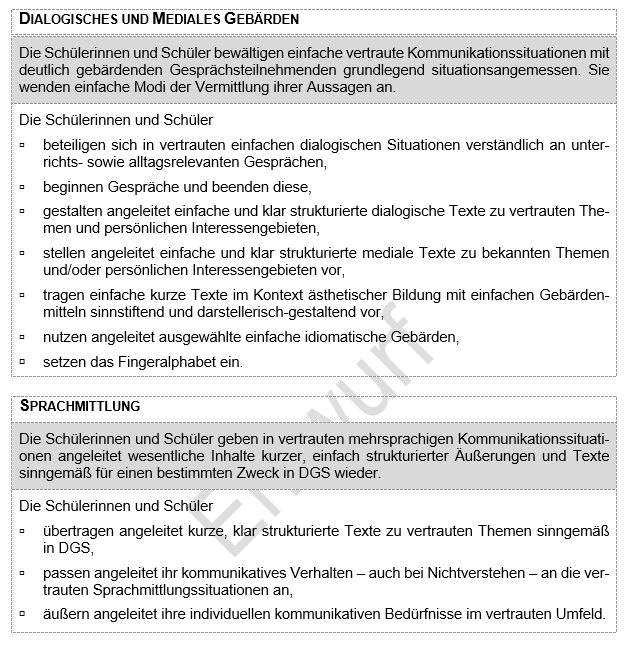 DIALOGISCHES UND MEDIALES GEBÄRDEN
Die Schülerinnen und Schüler bewältigen einfache vertraute Kommunikationssituationen mit
deutlich gebärdenden Gesprächsteilnehmenden grundlegend situationsangemessen. Sie
wenden einfache Modi der Vermittlung ihrer Aussagen an.
Die Schülerinnen und Schüler
▫ beteiligen sich in vertrauten einfachen dialogischen Situationen verständlich an unter-
richts- sowie alltagsrelevanten Gesprächen,
▫ beginnen Gespräche und beenden diese,
▫ gestalten angeleitet einfache und klar strukturierte dialogische Texte zu vertrauten The-
men und persönlichen Interessengebieten,
▫ stellen angeleitet einfache und klar strukturierte mediale Texte zu bekannten Themen
und/oder persönlichen Interessengebieten vor,
▫ tragen einfache kurze Texte im Kontext ästhetischer Bildung mit einfachen Gebärden-
mitteln sinnstiftend und darstellerisch-gestaltend vor,
▫ nutzen angeleitet ausgewählte einfache idiomatische Gebärden,
▫ setzen das Fingeralphabet ein.
SPRACHMITTLUNG
Die Schülerinnen und Schüler geben in vertrauten mehrsprachigen Kommunikationssituati-
onen angeleitet wesentliche Inhalte kurzer, einfach strukturierter Äußerungen und Texte
sinngemäß für einen bestimmten Zweck in DGS wieder.
Die Schülerinnen und Schüler
▫ übertragen angeleitet kurze, klar strukturierte Texte zu vertrauten Themen sinngemäß
in DGS,
▫ passen angeleitet ihr kommunikatives Verhalten – auch bei Nichtverstehen – an die ver-
trauten Sprachmittlungssituationen an,
▫ äußern angeleitet ihre individuellen kommunikativen Bedürfnisse im vertrauten Umfeld.
Entwurf